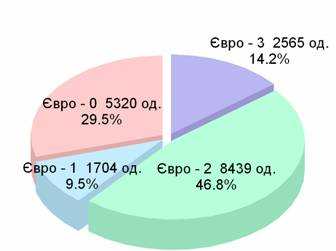 Євро - 3  2565 од.
14.2%
Євро - 0  5320 од.
29.5%
Євро - 1  1704 од.
9.5%
Євро - 2  8439 од.
46.8%